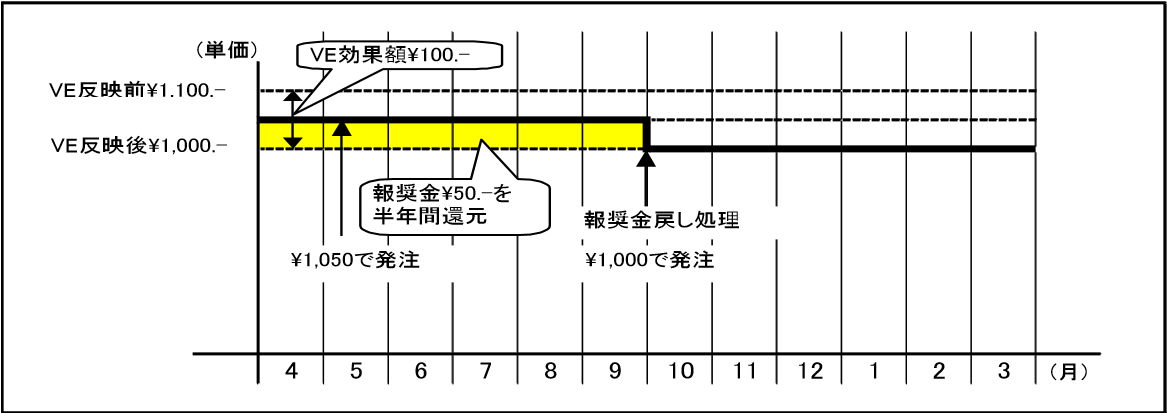 (単価)
VE効果額¥100.-
VE反映前¥1.100.-
VE反映後¥1,000.-
報奨金¥50.-を
半年間還元
報奨金戻し処理
¥1,050で発注
¥1,000で発注
4 5 6 7 8 9 10 11 12 1 2 3 (月)